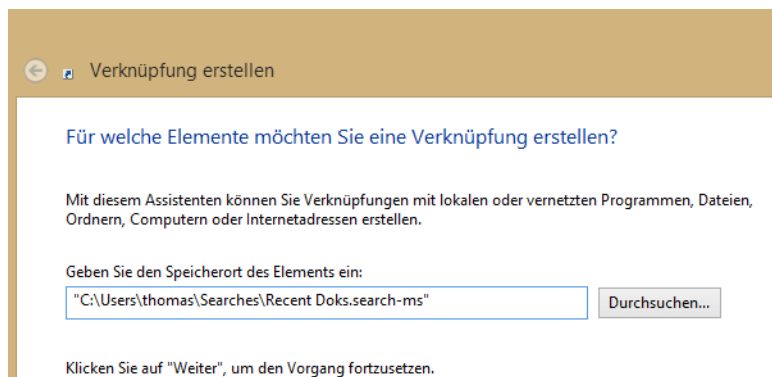 Verknüpfung erstellen
Für welche Elemente möchten Sie eine Verknüpfung erstellen?
Mit diesem Assistenten können Sie Verknüpfungen mit lokalen oder vernetzten Programmen, Dateien,
Ordnern, Computern oder Internetadressen erstellen.
Geben Sie den Speicherort des Elements ein:
"C:\Users\thomas\Searches\Recent Doks.search-ms"
Durchsuchen...
Klicken Sie auf "Weiter", um den Vorgang fortzusetzen.